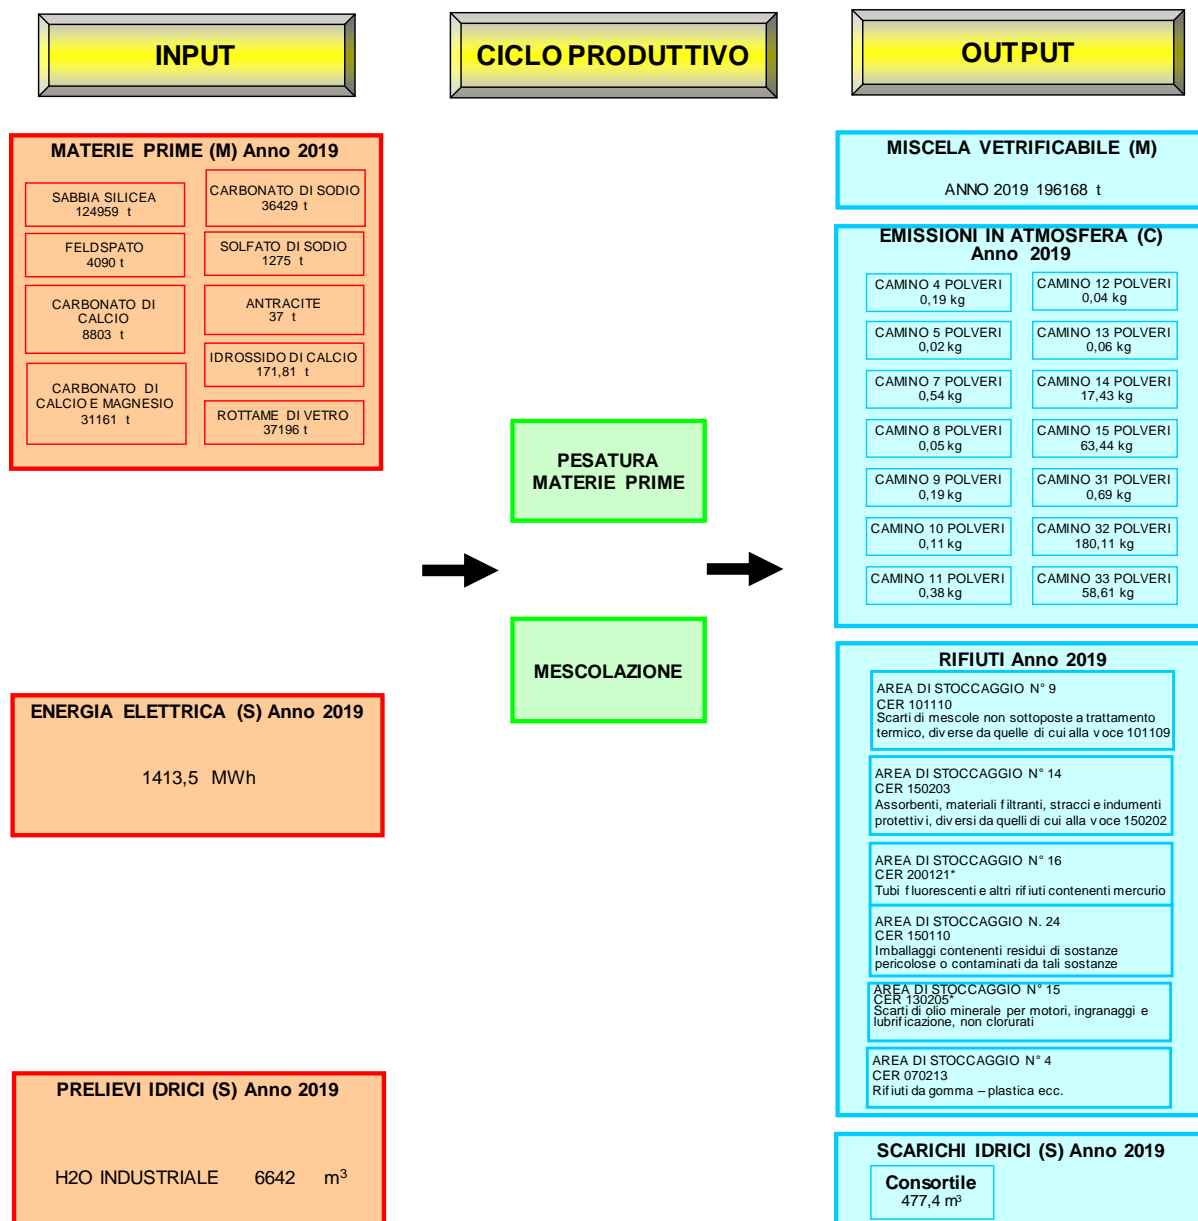 INPUT
CICLO PRODUTTIVO
OUTPUT
MATERIE PRIME (M) Anno 2019
SABBIA SILICEA
124959 t
CARBONATO DI SODIO
36429 t
FELDSPATO
4090 t
SOLFATO DI SODIO
1275 t
CARBONATO DI
CALCIO
8803 t
ANTRACITE
37 t
IDROSSIDO DI CALCIO
171,81 t
CARBONATO DI
CALCIO E MAGNESIO
31161 t
ROTTAME DI VETRO
37196 t
ENERGIA ELETTRICA (S) Anno 2019
1413,5 MWh
PRELIEVI IDRICI (S) Anno 2019
H2O INDUSTRIALE 6642 m³
PESATURA
MATERIE PRIME
MESCOLAZIONE
MISCELA VETRIFICABILE (M)
ANNO 2019 196168 t
EMISSIONI IN ATMOSFERA (C)
Anno 2019
CAMINO 4 POLVERI
0,19 kg
CAMINO 12 POLVERI
0,04 kg
CAMINO 5 POLVERI
0,02 kg
CAMINO 13 POLVERI
0,06 kg
CAMINO 7 POLVERI
0,54 kg
CAMINO 14 POLVERI
17,43 kg
CAMINO 8 POLVERI
0,05 kg
CAMINO 15 POLVERI
63,44 kg
CAMINO 9 POLVERI
0,19 kg
CAMINO 31 POLVERI
0,69 kg
CAMINO 10 POLVERI
0,11 kg
CAMINO 32 POLVERI
180,11 kg
CAMINO 11 POLVERI
0,38 kg
CAMINO 33 POLVERI
58,61 kg
RIFIUTI Anno 2019
AREA DI STOCCAGGIO N° 9
CER 101110
Scarti di mescole non sottoposte a trattamento
termico, diverse da quelle di cui alla voce 101109
AREA DI STOCCAGGIO N° 14
CER 150203
Assorbenti, materiali filtranti, stracci e indumenti
protettivi, diversi da quelli di cui alla voce 150202
AREA DI STOCCAGGIO N° 16
CER 200121*
Tubi fluorescenti e altri rifiuti contenenti mercurio
AREA DI STOCCAGGIO N. 24
CER 150110
Imballaggi contenenti residui di sostanze
pericolose o contaminati da tali sostanze
AREA DI STOCCAGGIO N° 15
CER 130205*
Scarti di olio minerale per motori, ingranaggi e
lubrificazione, non clorurati
AREA DI STOCCAGGIO N° 4
CER 070213
Rifiuti da gomma – plastica ecc.
SCARICHI IDRICI (S) Anno 2019
Consortile
477,4 m³